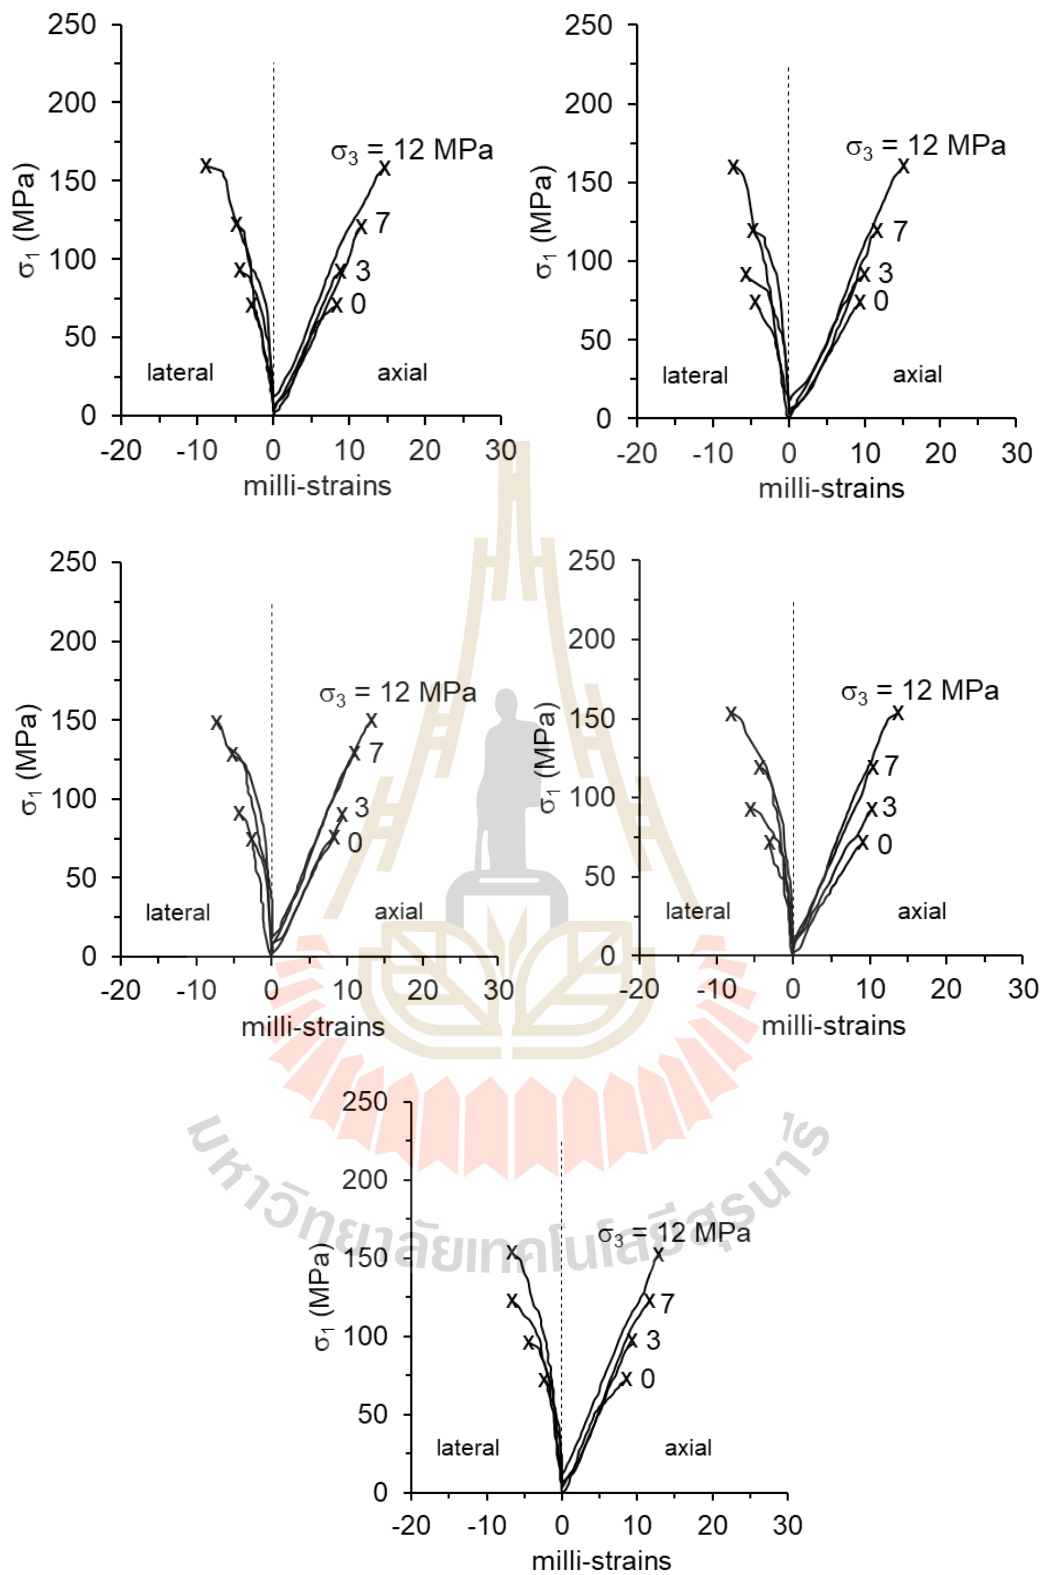 250
200
150
100
50
0
σ₁ (MPa)
σ₃ = 12 MPa
7
3
0
lateral
axial
-20 -10 0 10 20 30
milli-strains
250
200
150
100
50
0
σ₁ (MPa)
σ₃ = 12 MPa
7
3
0
lateral
axial
-20 -10 0 10 20 30
milli-strains
250
200
150
100
50
0
σ₁ (MPa)
σ₃ = 12 MPa
7
3
0
lateral
axial
-20 -10 0 10 20 30
milli-strains
250
200
150
100
50
0
σ₁ (MPa)
σ₃ = 12 MPa
7
3
0
lateral
axial
-20 -10 0 10 20 30
milli-strains
250
200
150
100
50
0
σ₁ (MPa)
σ₃ = 12 MPa
7
3
0
lateral
axial
-20 -10 0 10 20 30
milli-strains
มหาวิทยาลัยเทคโนโลยีสุรนารี